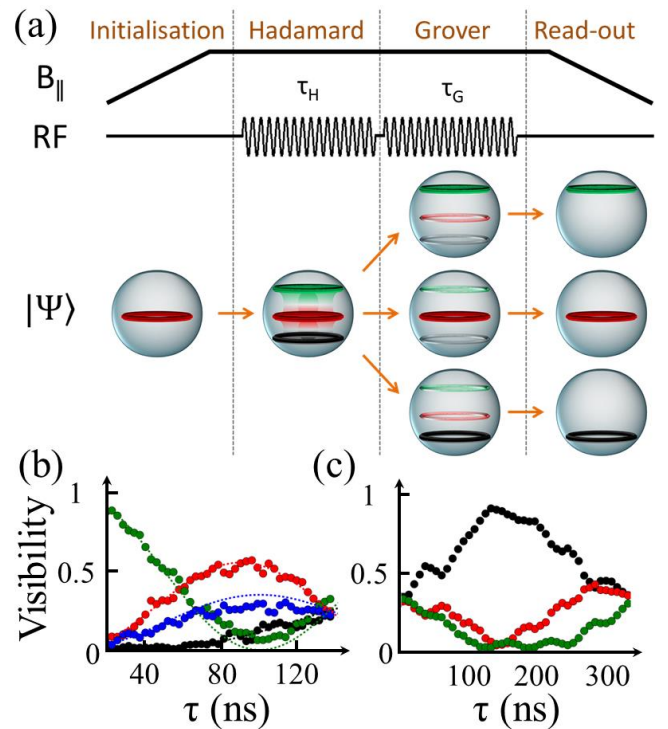 (a)
Initialisation Hadamard Grover Read-out
B∥
τH τG
RF
|Ψ⟩
(b) (c)
Visibility
1 1
0.5 0.5
0 0
40 80 120 100 200 300
τ (ns) τ (ns)